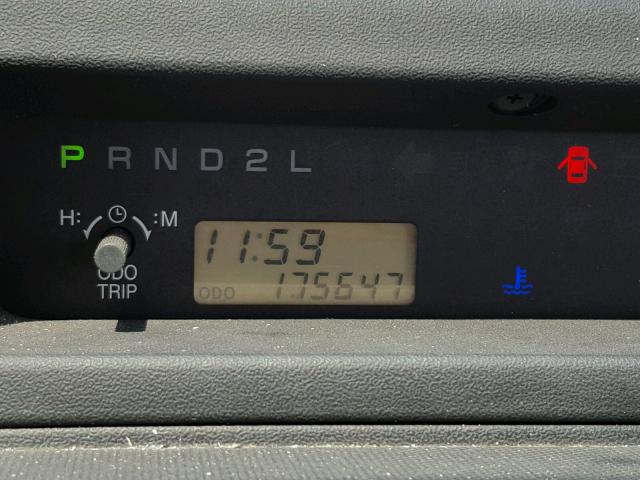 P R N D 2 L
H: :M
11:59
ODO
TRIP
ODO 175647